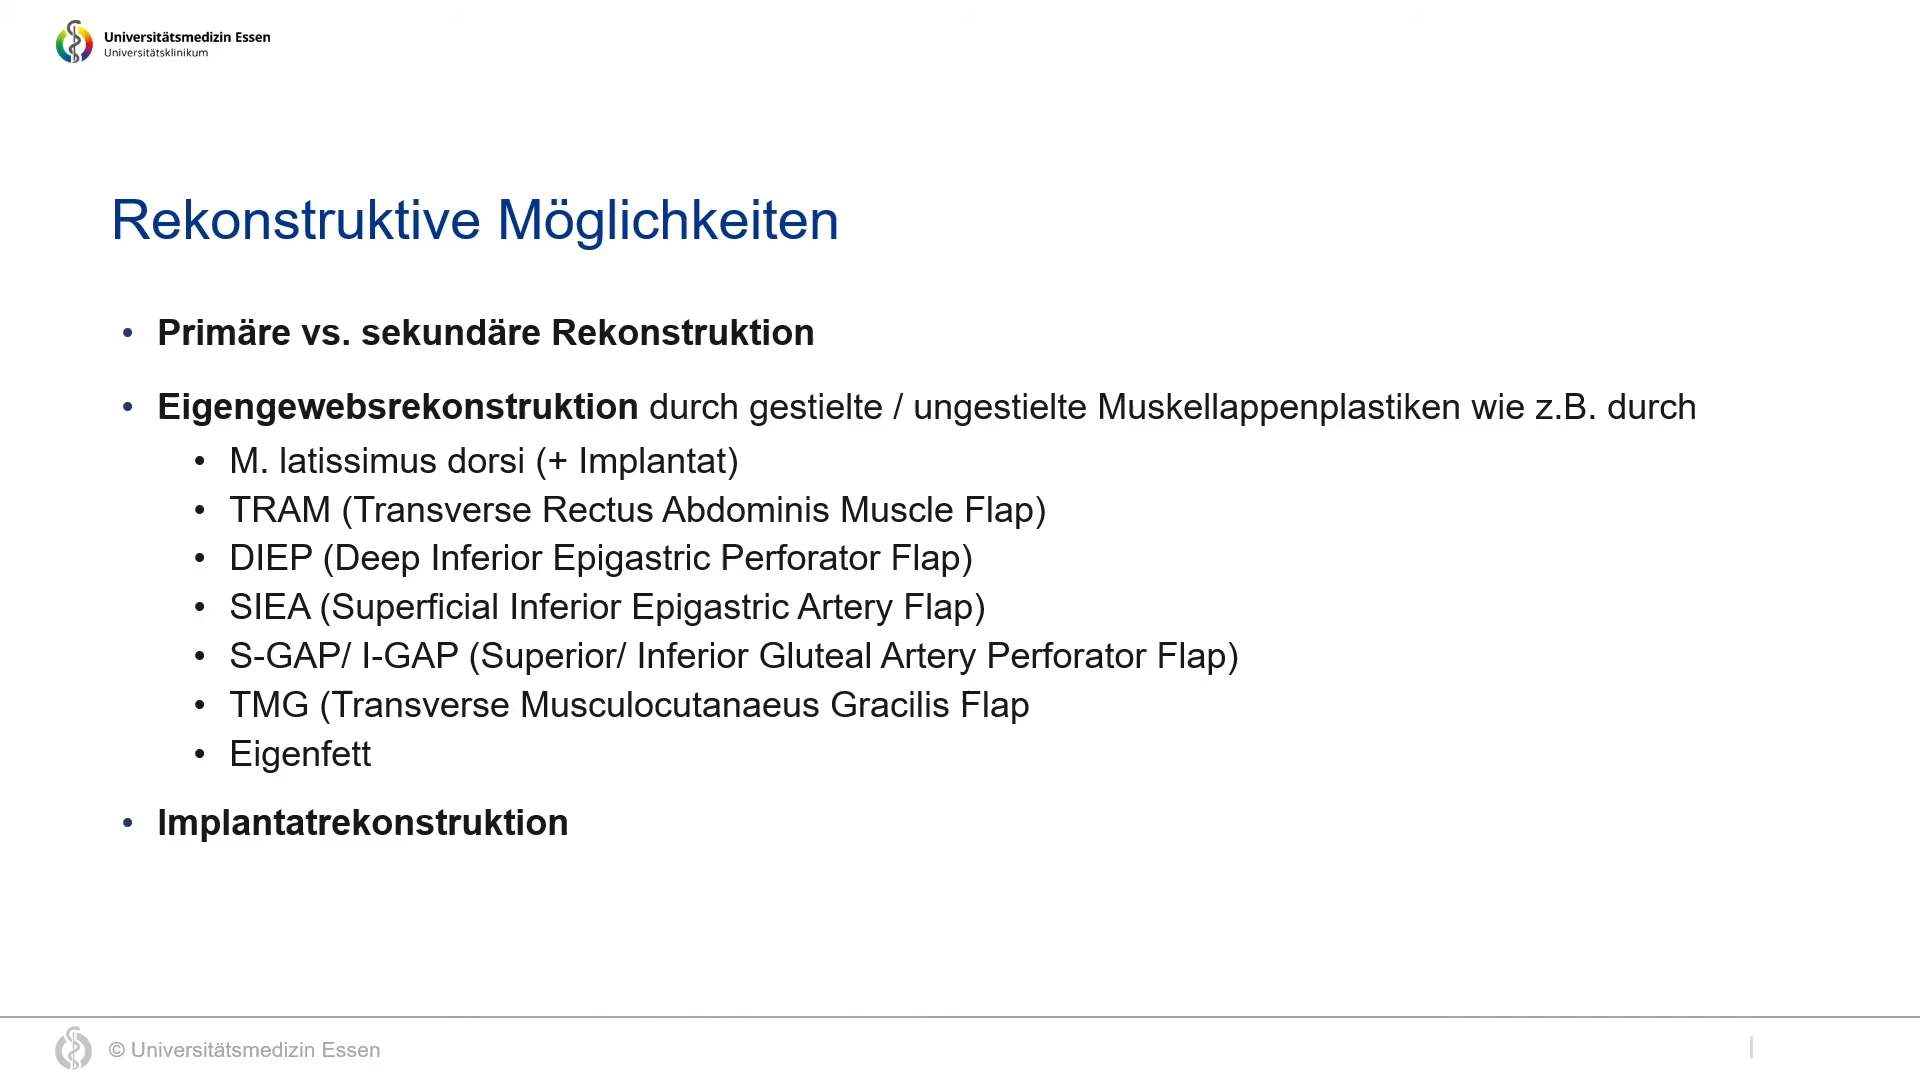 Universitätsmedizin Essen
Universitätsklinikum
Rekonstruktive Möglichkeiten
• Primäre vs. sekundäre Rekonstruktion
• Eigengewebsrekonstruktion durch gestielte / ungestielte Muskellappenplastiken wie z.B. durch
• M. latissimus dorsi (+ Implantat)
• TRAM (Transverse Rectus Abdominis Muscle Flap)
• DIEP (Deep Inferior Epigastric Perforator Flap)
• SIEA (Superficial Inferior Epigastric Artery Flap)
• S-GAP/ I-GAP (Superior/ Inferior Gluteal Artery Perforator Flap)
• TMG (Transverse Musculocutanaeus Gracilis Flap
• Eigenfett
• Implantatrekonstruktion
© Universitätsmedizin Essen